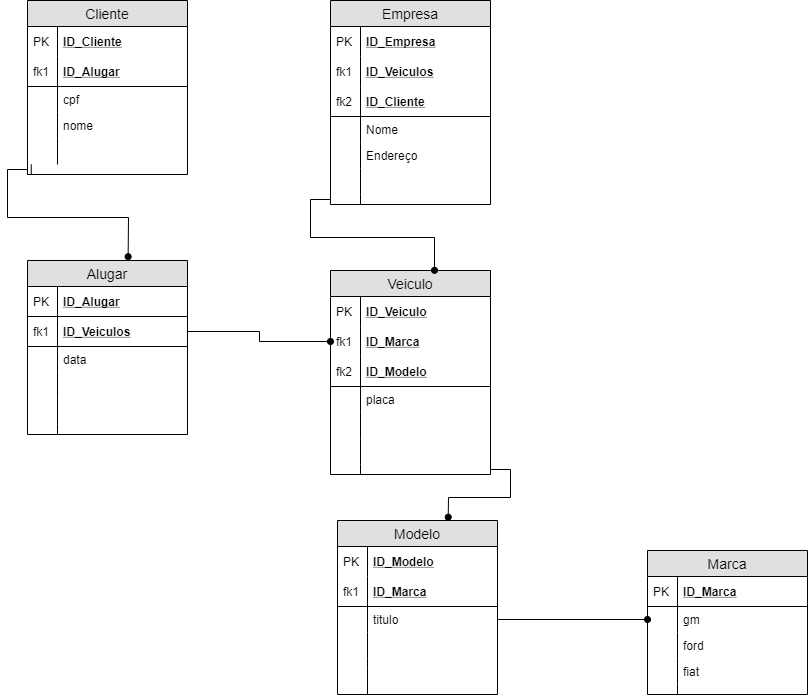 Cliente
PK ID_Cliente
fk1 ID_Alugar
cpf
nome
Empresa
PK ID_Empresa
fk1 ID_Veiculos
fk2 ID_Cliente
Nome
Endereço
Alugar
PK ID_Alugar
fk1 ID_Veiculos
data
Veiculo
PK ID_Veiculo
fk1 ID_Marca
fk2 ID_Modelo
placa
Modelo
PK ID_Modelo
fk1 ID_Marca
titulo
Marca
PK ID_Marca
gm
ford
fiat